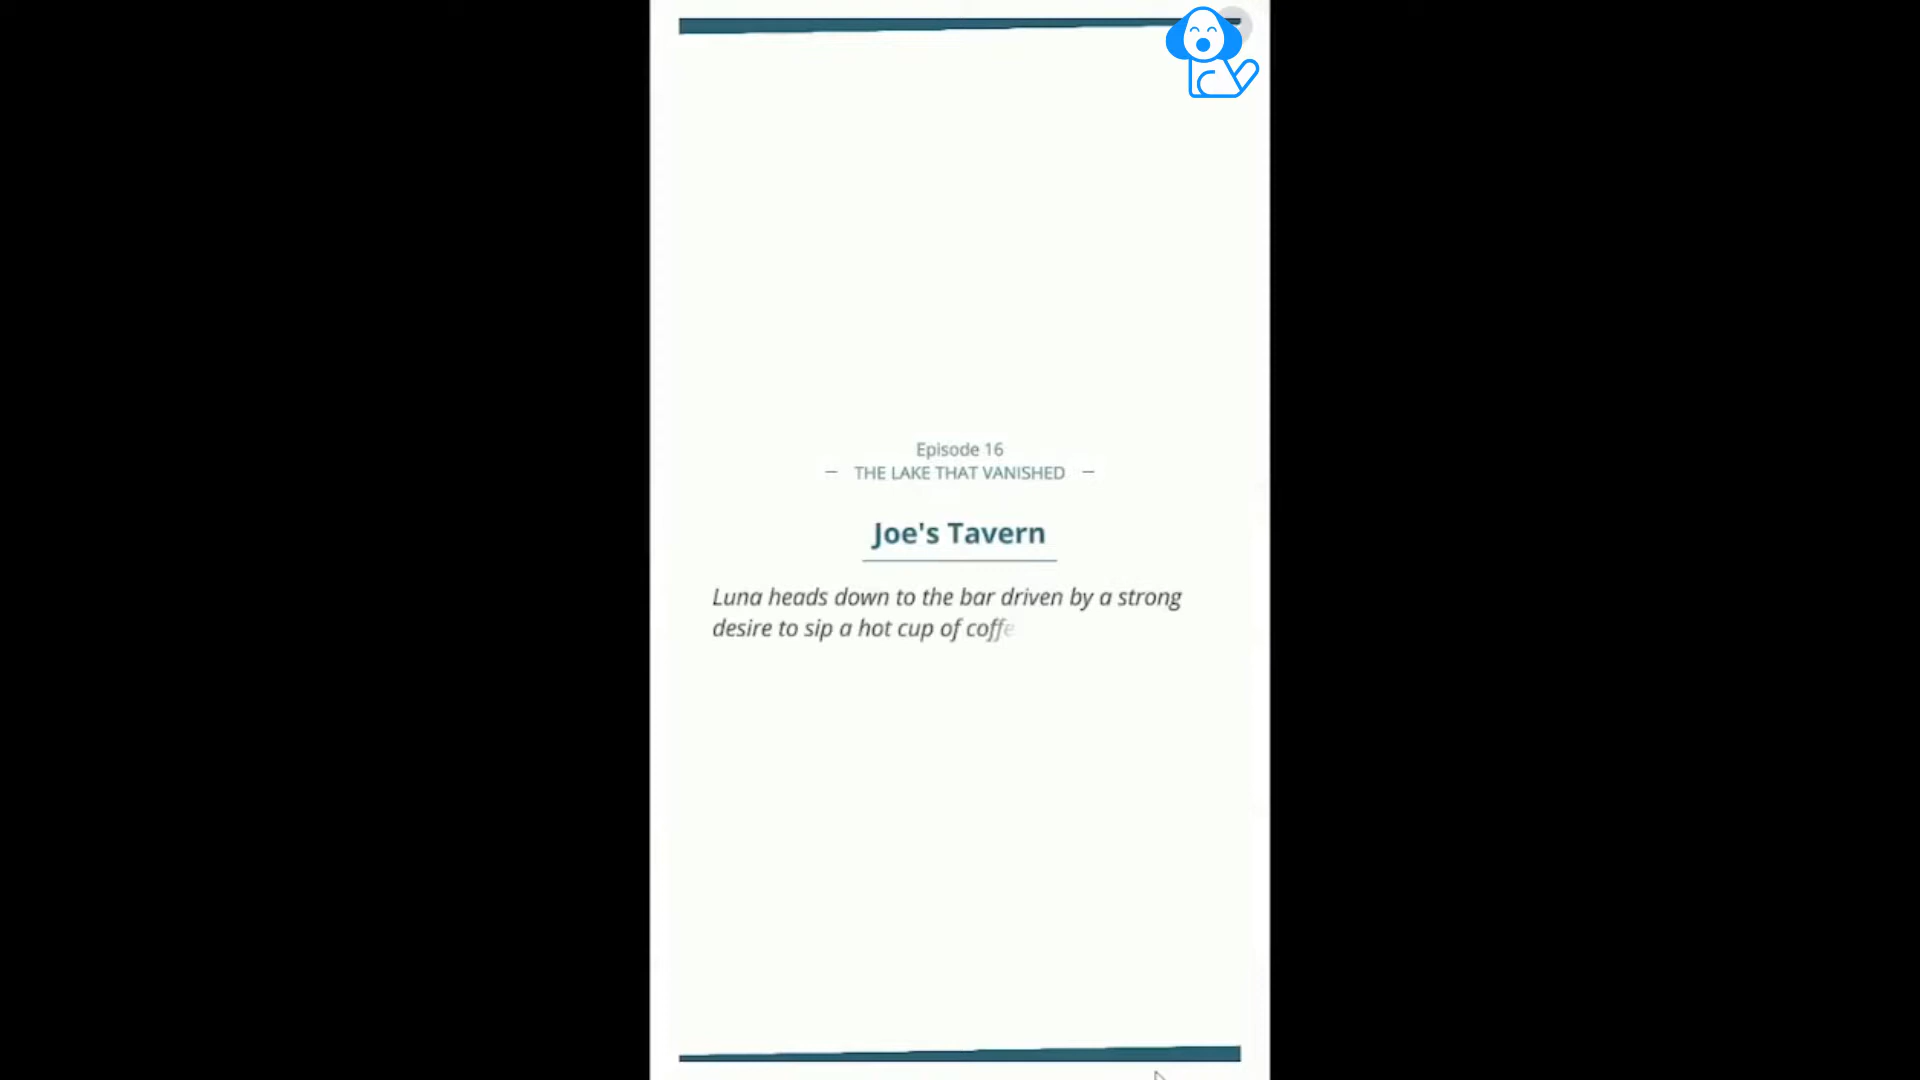 Episode 16
— THE LAKE THAT VANISHED —
Joe's Tavern
Luna heads down to the bar driven by a strong
desire to sip a hot cup of coffe